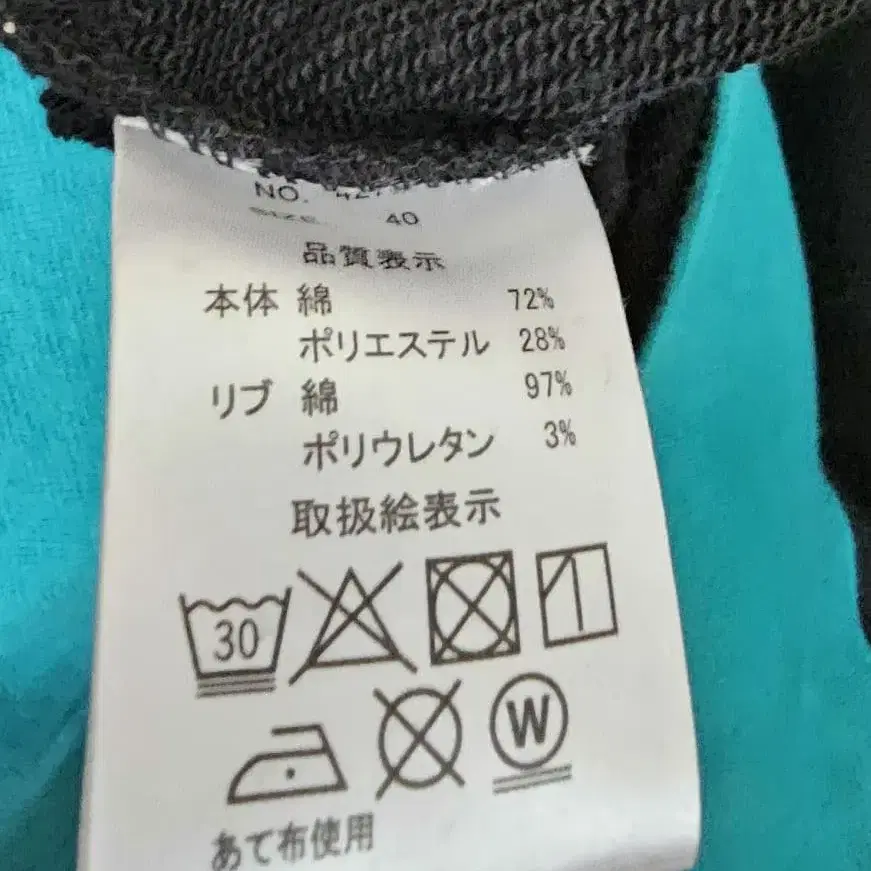 NO.
SIZE 40
品質表示
本体 綿 72%
ポリエステル 28%
リブ 綿 97%
ポリウレタン 3%
取扱絵表示
30
W
あて布使用